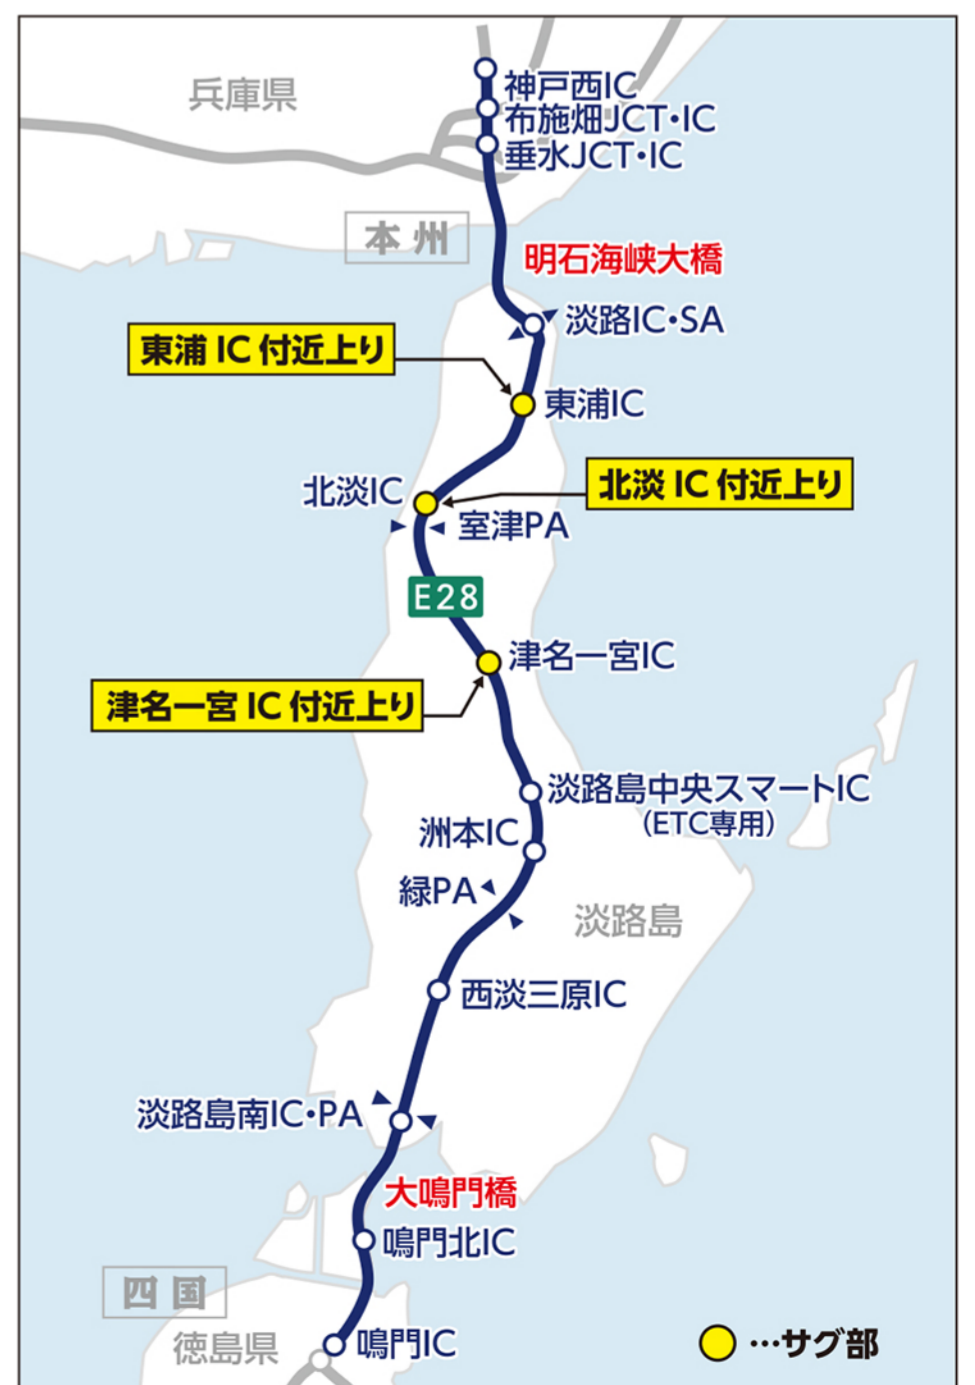 神戸西IC
兵庫県
布施畑JCT・IC
垂水JCT・IC
本州
明石海峡大橋
淡路IC・SA
東浦 IC 付近上り
東浦IC
北淡IC
北淡 IC 付近上り
室津PA
E28
津名一宮IC
津名一宮 IC 付近上り
淡路島中央スマートIC
(ETC専用)
洲本IC
緑PA
淡路島
西淡三原IC
淡路島南IC・PA
大鳴門橋
鳴門北IC
四国
徳島県
鳴門IC
…サグ部